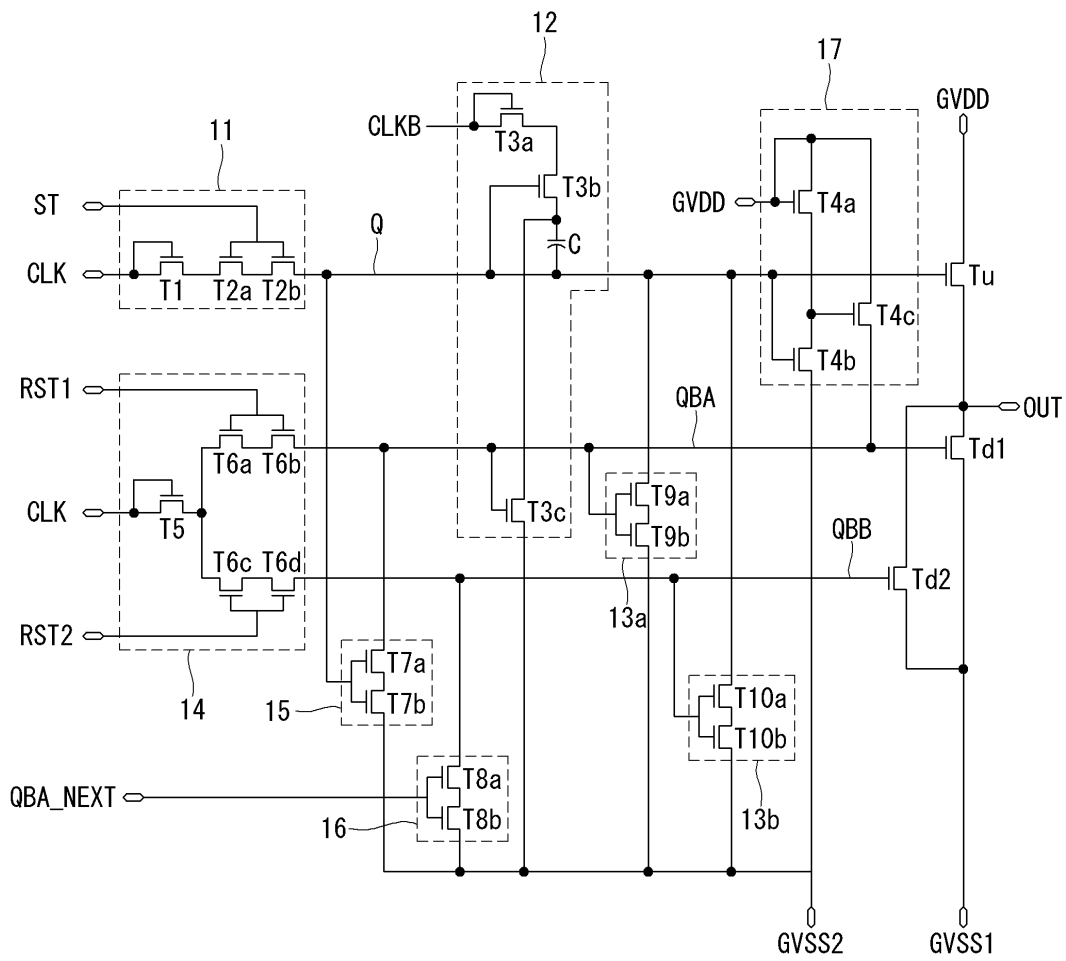 12
17
GVDD
CLKB
11
T3a
ST
T3b
GVDD
T4a
Q
C
CLK
T1
T2a
T2b
Tu
T4c
T4b
RST1
QBA
OUT
T6a
T6b
Td1
T9a
CLK
T5
T3c
T9b
QBB
T6c
T6d
Td2
13a
RST2
T7a
14
15
T7b
T10a
T10b
QBA_NEXT
T8a
16
T8b
13b
GVSS2
GVSS1